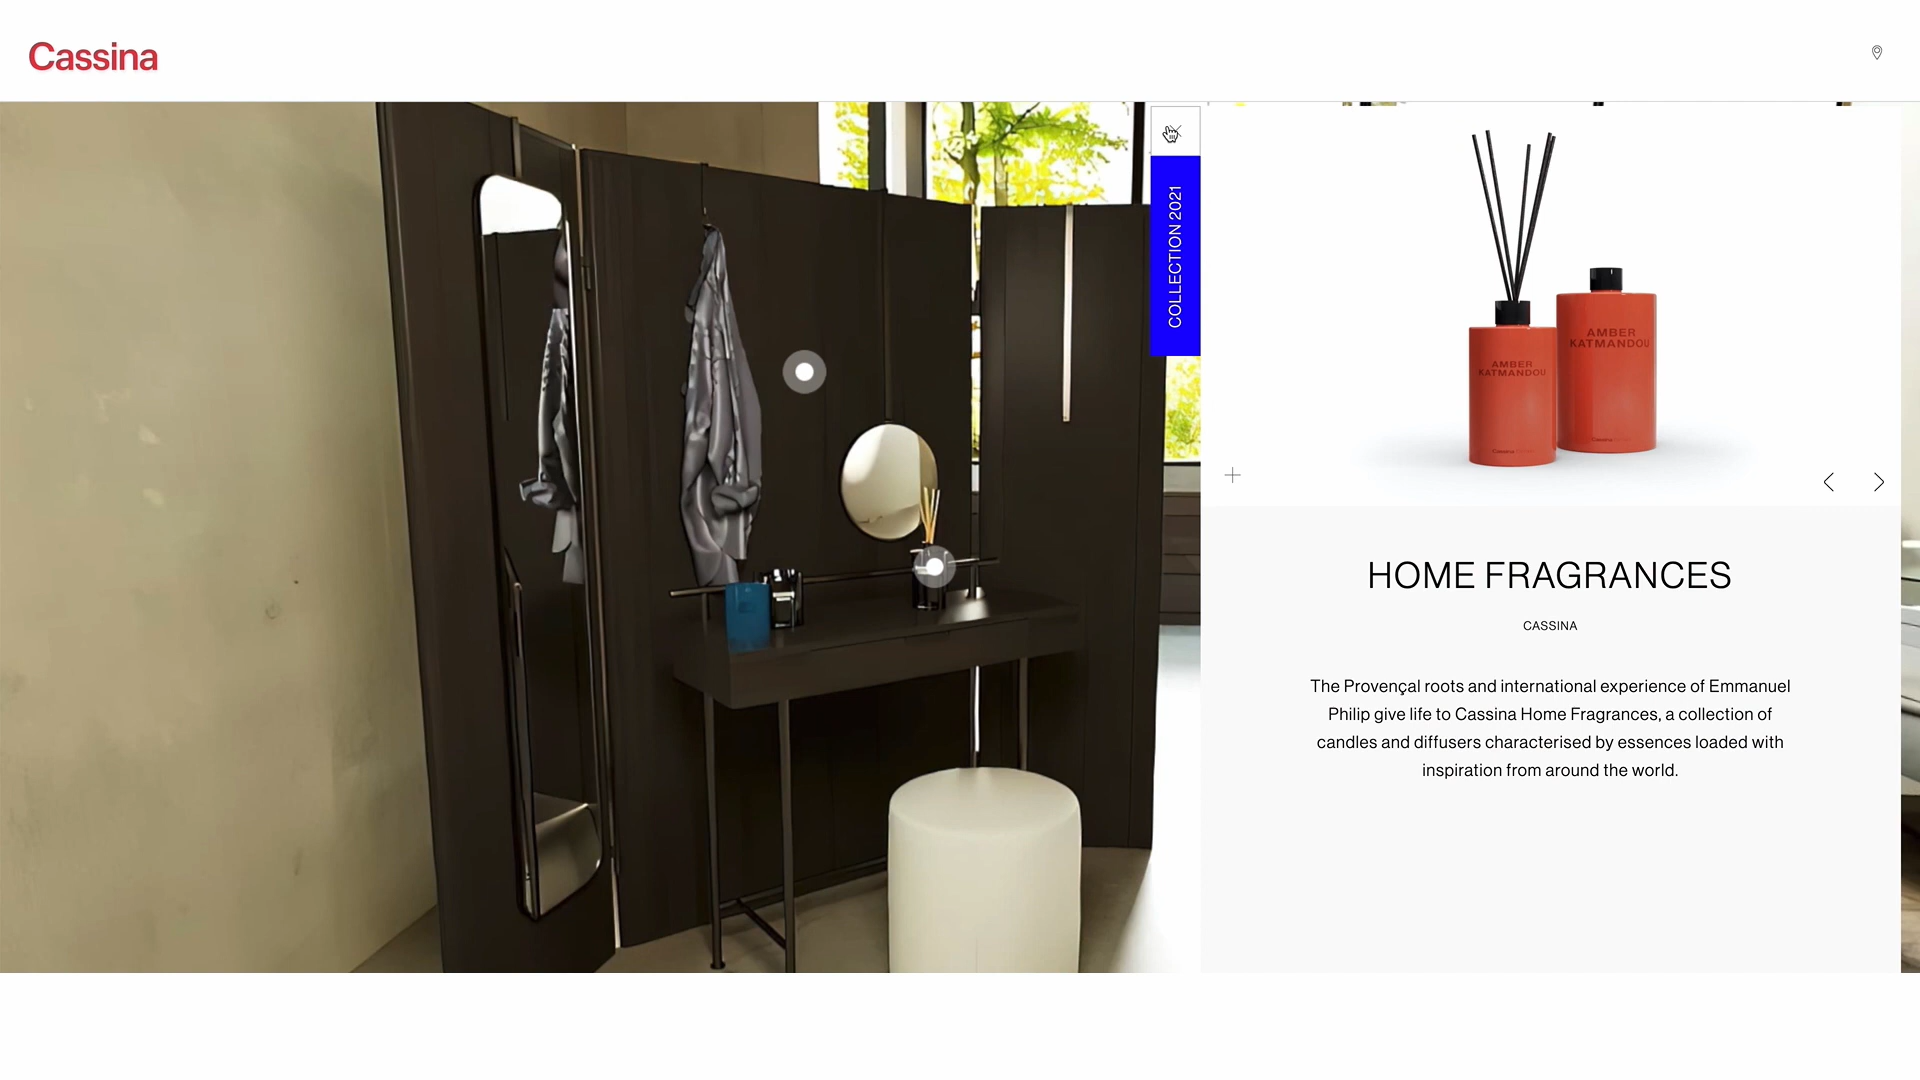 Cassina
COLLECTION 2021
AMBER
KATMANDOU
AMBER
KATMANDOU
Cassina
Cassina
HOME FRAGRANCES
CASSINA
The Provençal roots and international experience of Emmanuel
Philip give life to Cassina Home Fragrances, a collection of
candles and diffusers characterised by essences loaded with
inspiration from around the world.